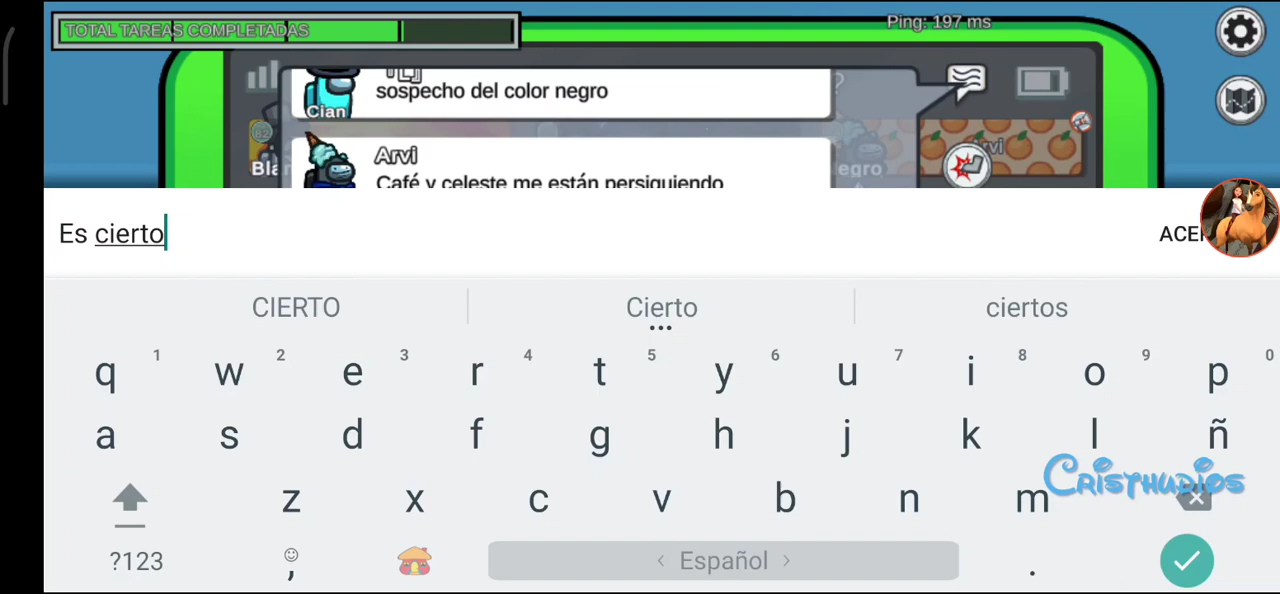 TOTAL TAREAS COMPLETADAS
Ping: 197 ms
sospecho del color negro
Cian
Arvi
Café y celeste me están persiguiendo
Arvi
Es cierto
CIERTO
Cierto
ciertos
1 2 3 4 5 6 7 8 9 0
q w e r t y u i o p
a s d f g h j k l ñ
CRISTHUDIOS
z x c v b n m
?123
,
‹ Español ›
.